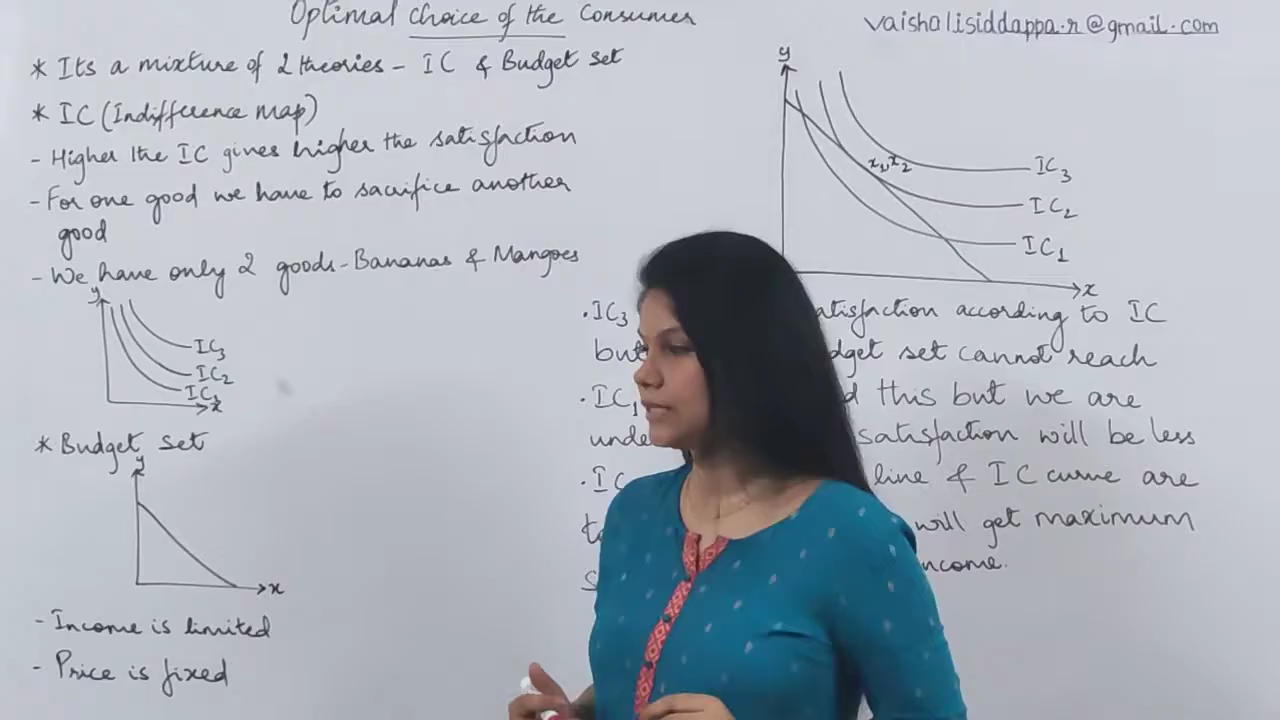 Optimal choice of the Consumer
vaishalisiddappa.r@gmail.com
* Its a mixture of 2 theories - IC & Budget set
* IC (Indifference map)
- Higher the IC gives higher the satisfaction
- For one good we have to sacrifice another
good
- We have only 2 goods - Bananas & Mangoes
y
IC3
IC2
IC1
x
* Budget set
y
x
- Income is limited
- Price is fixed
y
x1,x2
IC3
IC2
IC1
x
• IC3 satisfaction according to IC
but set cannot reach
• IC1 this but we are
satisfaction will be less
• IC line & IC curve are
will get maximum
income.